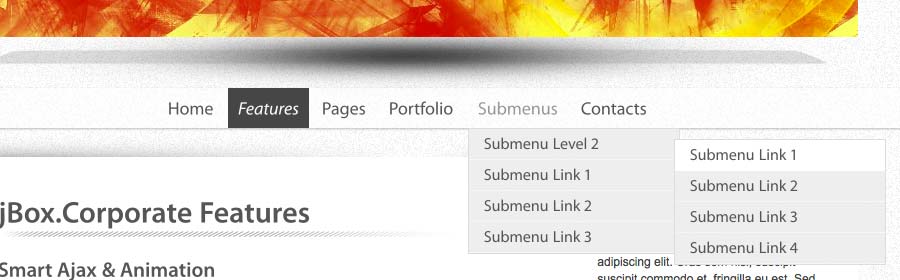 Home Features Pages Portfolio Submenus Contacts
Submenu Level 2
Submenu Link 1
Submenu Link 2
Submenu Link 3
Submenu Link 1
Submenu Link 2
Submenu Link 3
Submenu Link 4
jBox.Corporate Features
Smart Ajax & Animation
adipiscing elit. suscipit
suscipit commodo et, fringilla eu est. Sed